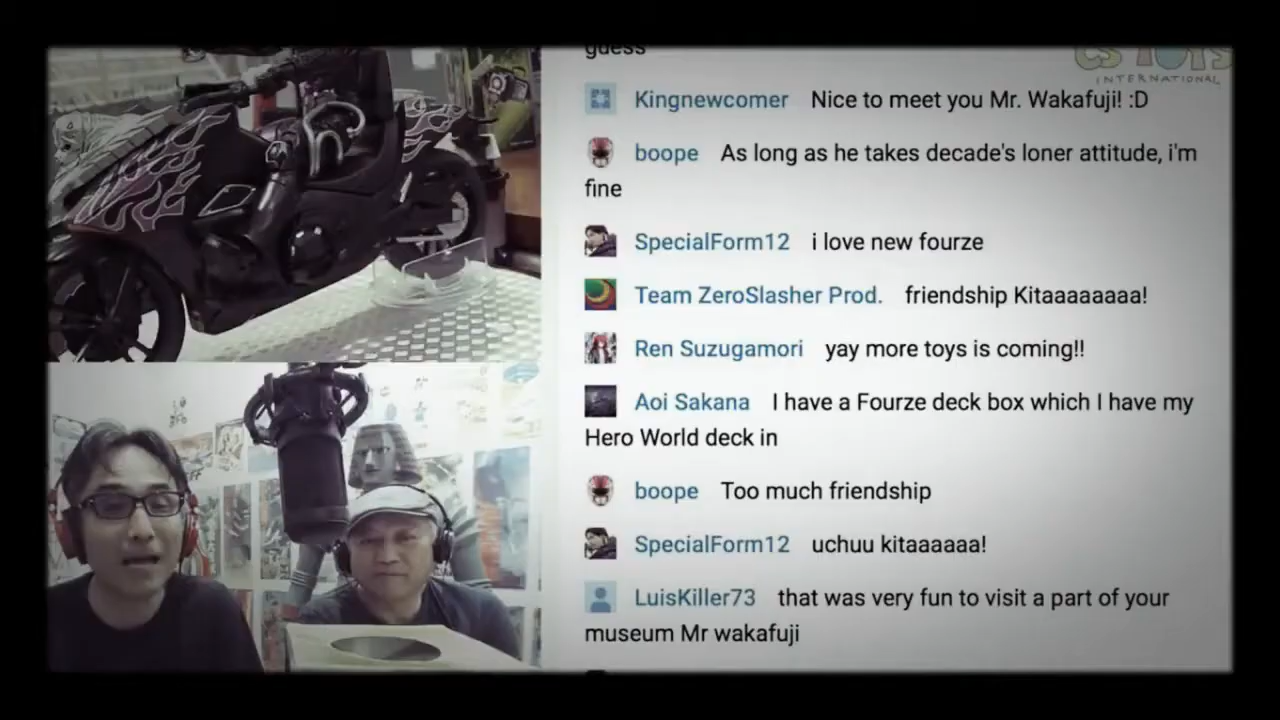 guess
CS TOYS
INTERNATIONAL
Kingnewcomer Nice to meet you Mr. Wakafuji! :D
boope As long as he takes decade's loner attitude, i'm
fine
SpecialForm12 i love new fourze
Team ZeroSlasher Prod. friendship Kitaaaaaaaa!
Ren Suzugamori yay more toys is coming!!
Aoi Sakana I have a Fourze deck box which I have my
Hero World deck in
boope Too much friendship
SpecialForm12 uchuu kitaaaaaa!
LuisKiller73 that was very fun to visit a part of your
museum Mr wakafuji